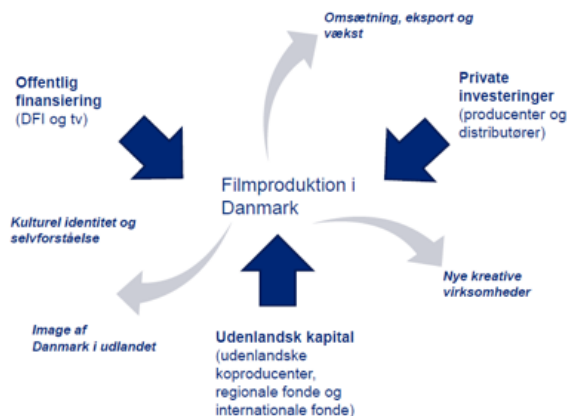 Omsætning, eksport og
vækst
Offentlig
finansiering
(DFI og tv)
Private
investeringer
(producenter og
distributører)
Filmproduktion i
Danmark
Kulturel identitet og
selvforståelse
Nye kreative
virksomheder
Image af
Danmark i udlandet
Udenlandsk kapital
(udenlandske
koproducenter,
regionale fonde og
internationale fonde)